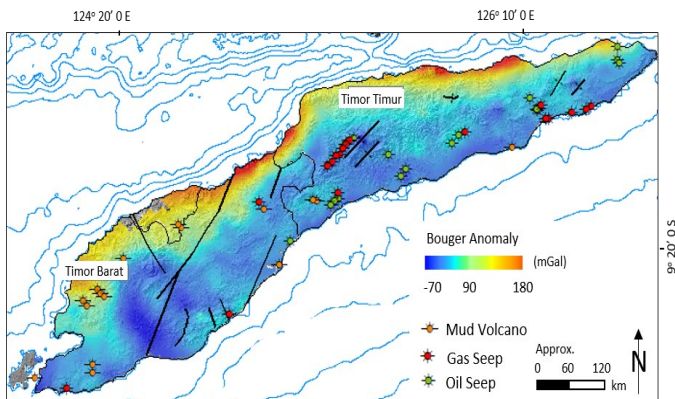 124° 20' 0 E
126° 10' 0 E
Timor Timur
Timor Barat
9° 20' 0 S
Bouger Anomaly
(mGal)
-70 90 180
Mud Volcano
Gas Seep
Oil Seep
Approx.
0 60 120
km
N